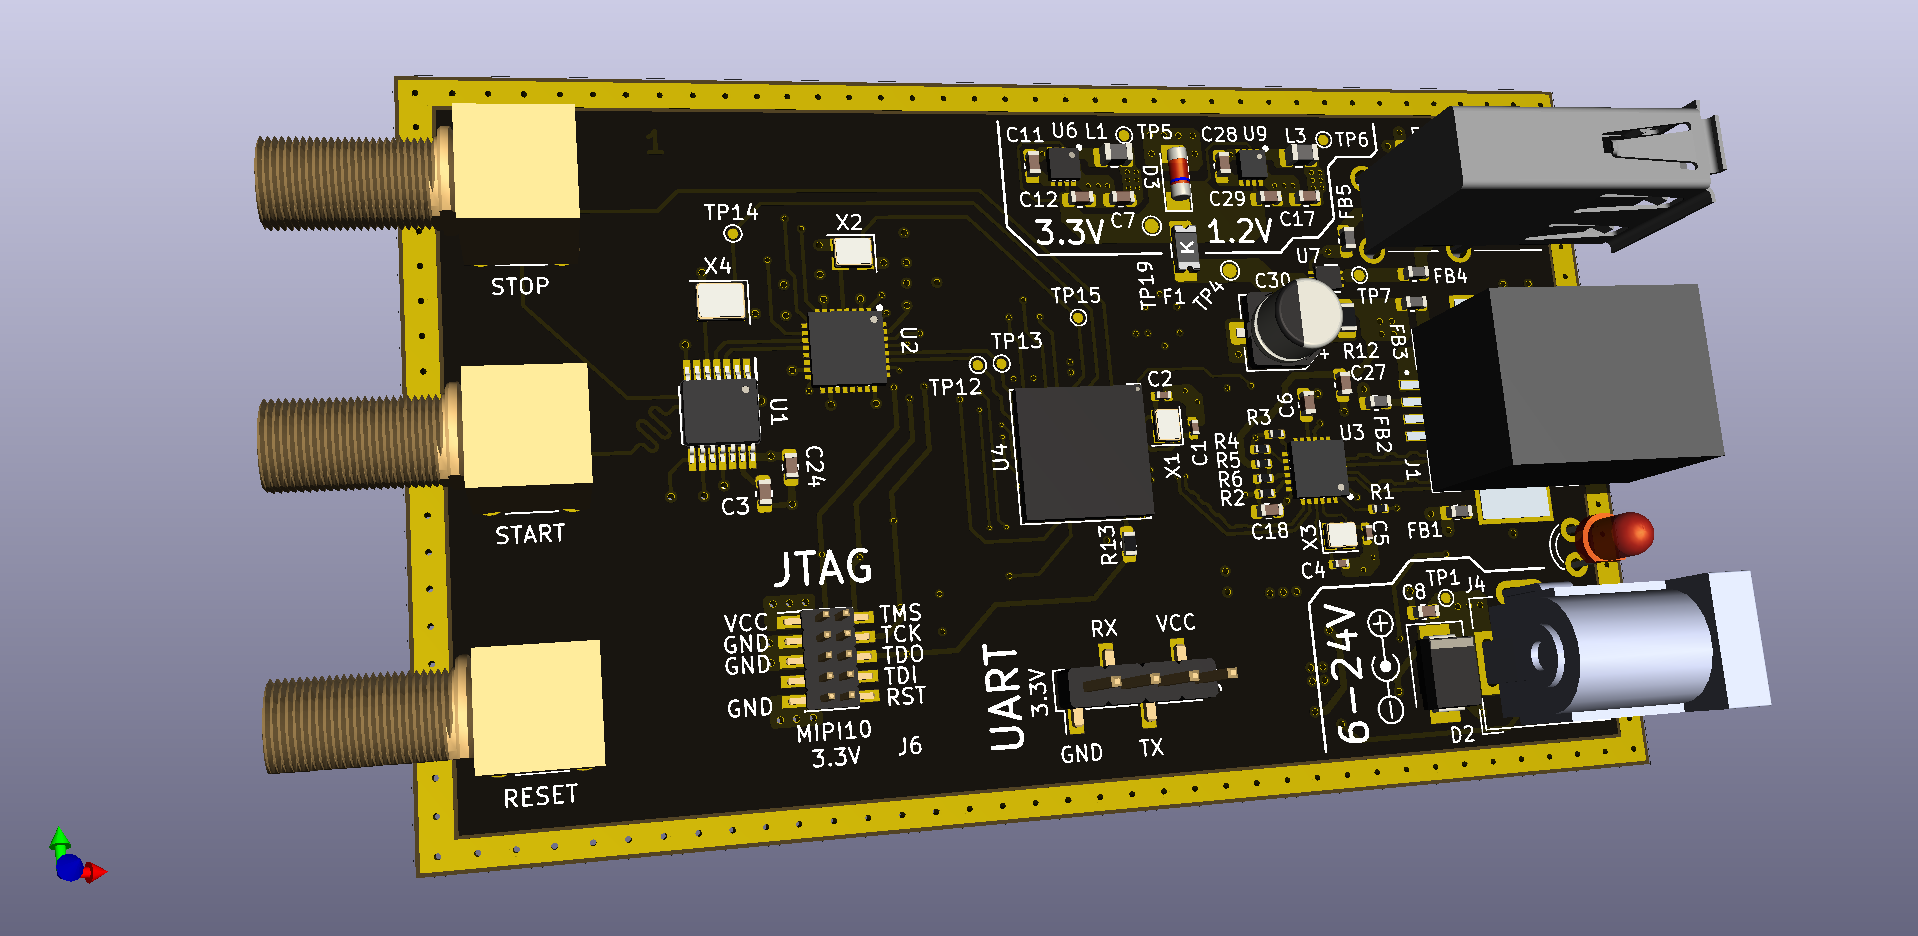 1
C11 U6 L1 TP5 C28 U9 L3 TP6
D3
C12 C7 C29 C17
FB5
3.3V 1.2V
K
TP14
X2
X4
STOP
TP19
F1
TP4
C30
U7
TP7
FB4
+
R12
FB3
C27
FB2
J1
TP15
TP13
TP12
U2
U1
C24
C3
START
C2
C1
X1
U4
R13
C6
R3
U3
R4
R5
R6
R2
C18
R1
X3
C5
C4
FB1
JTAG
VCC TMS
GND TCK
GND TDO
TDI
GND RST
MIPI10
3.3V
J6
RESET
UART
3.3V
RX VCC
GND TX
6-24V
+
-
C8
TP1
J4
D2